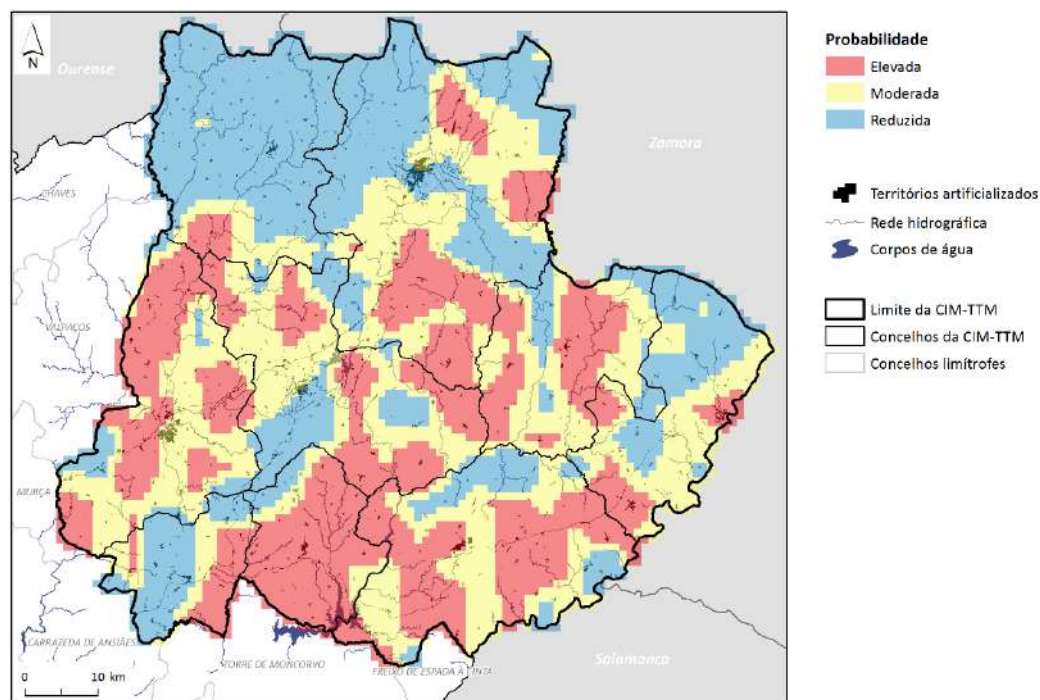 N
Ourense
Zamora
CHAVES
VALPAÇOS
MURÇA
CARRAZEDA DE ANSIÃES
TORRE DE MONCORVO
FREIXO DE ESPADA À CINTA
Salamanca
0 10 km
Probabilidade
Elevada
Moderada
Reduzida
Territórios artificializados
Rede hidrográfica
Corpos de água
Limite da CIM-TTM
Concelhos da CIM-TTM
Concelhos limítrofes